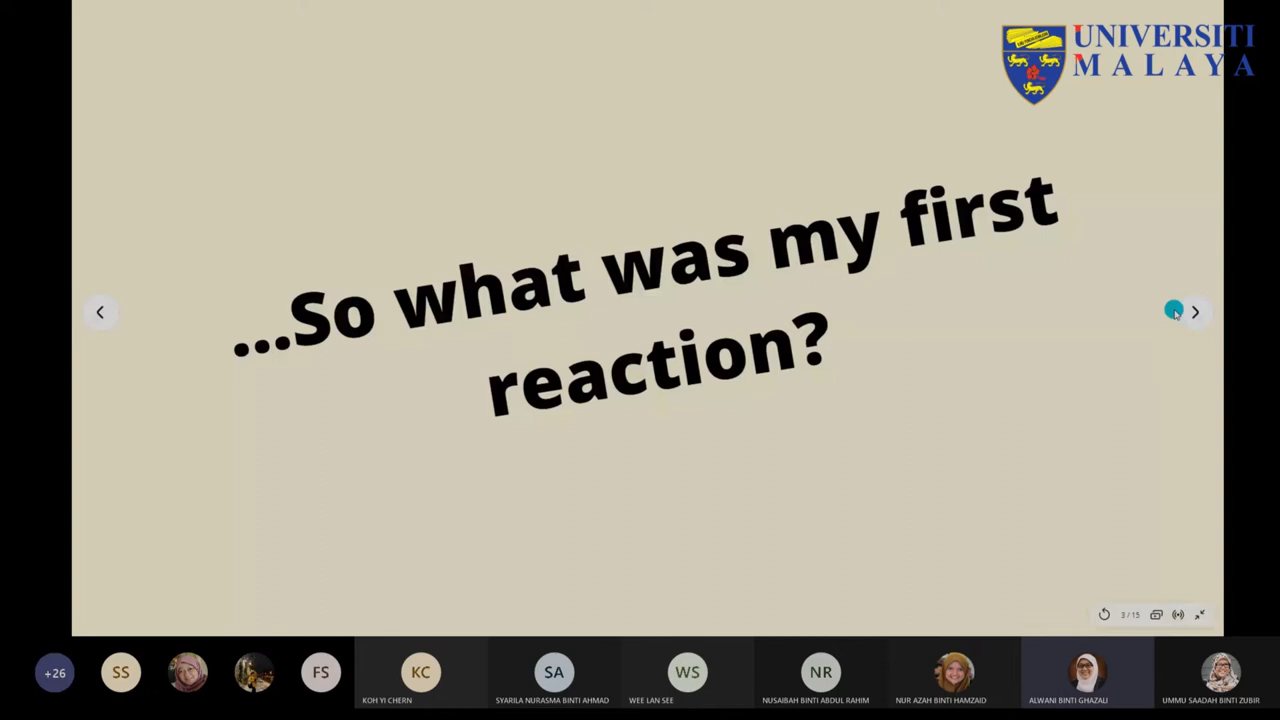 UNIVERSITI
MALAYA
...So what was my first
reaction?
3/15
+26
SS
FS
KC
SA
WS
NR
KOH YI CHERN
SYARILA NURASMA BINTI AHMAD
WEE LAN SEE
NUSAIBAH BINTI ABDUL RAHIM
NUR AZAH BINTI HAMZAID
ALWANI BINTI GHAZALI
UMMU SAADAH BINTI ZUBIR